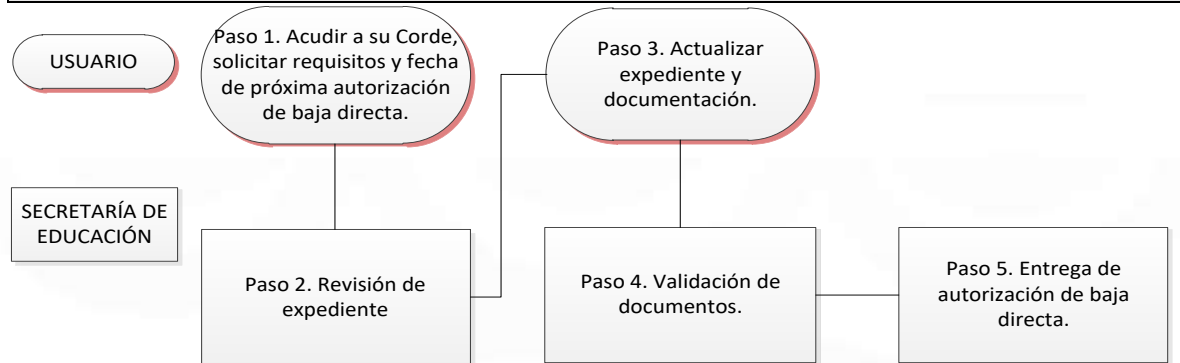 USUARIO
Paso 1. Acudir a su Corde,
solicitar requisitos y fecha
de próxima autorización
de baja directa.
Paso 3. Actualizar
expediente y
documentación.
SECRETARÍA DE
EDUCACIÓN
Paso 2. Revisión de
expediente
Paso 4. Validación de
documentos.
Paso 5. Entrega de
autorización de baja
directa.